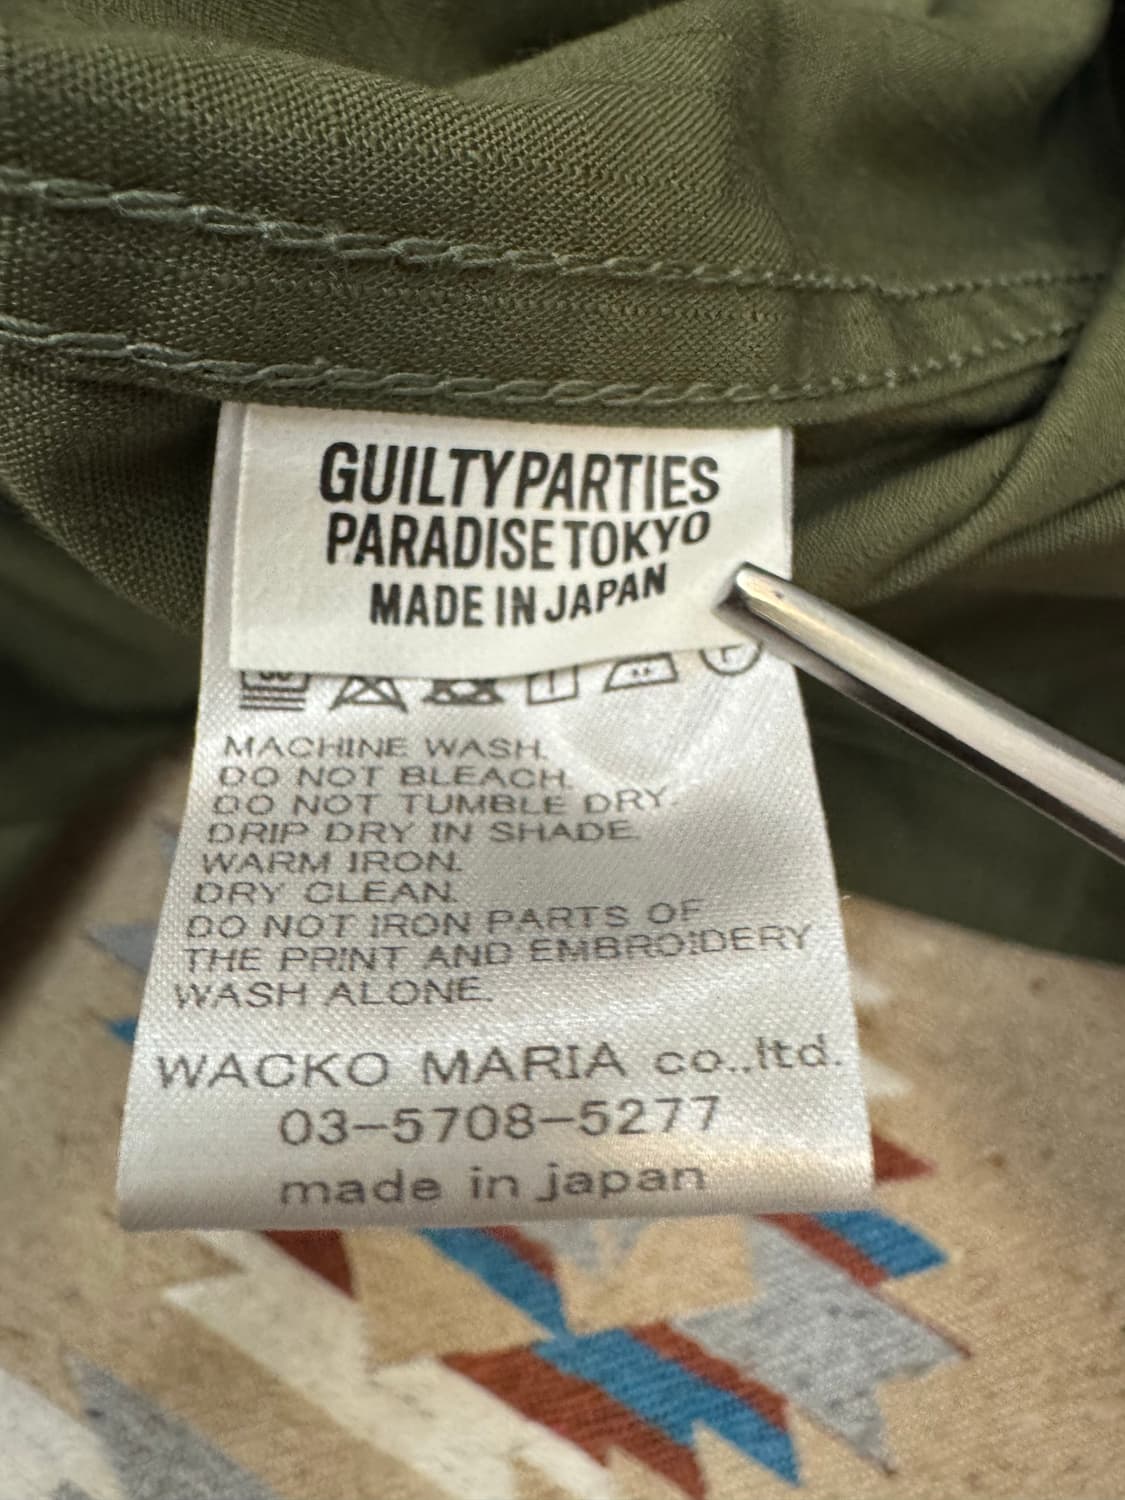 GUILTY PARTIES
PARADISE TOKYO
MADE IN JAPAN
MACHINE WASH.
DO NOT BLEACH.
DO NOT TUMBLE DRY.
DRIP DRY IN SHADE.
WARM IRON.
DRY CLEAN.
DO NOT IRON PARTS OF
THE PRINT AND EMBROIDERY
WASH ALONE.
WACKO MARIA co.,ltd.
03-5708-5277
made in japan